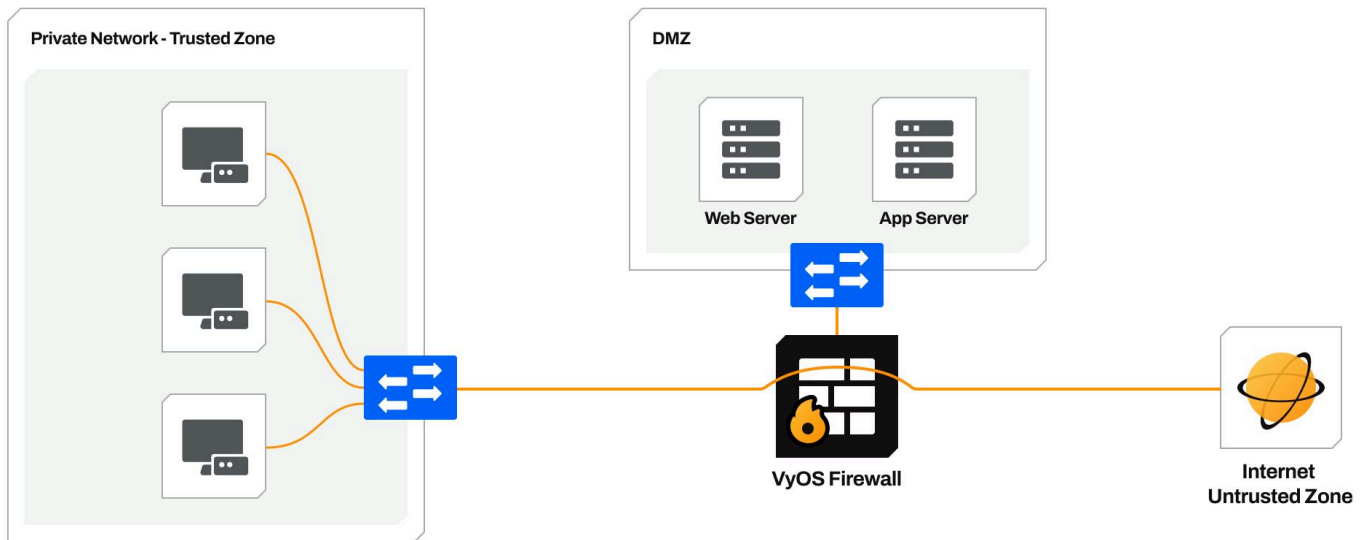 Private Network - Trusted Zone
DMZ
Web Server
App Server
VyOS Firewall
Internet
Untrusted Zone